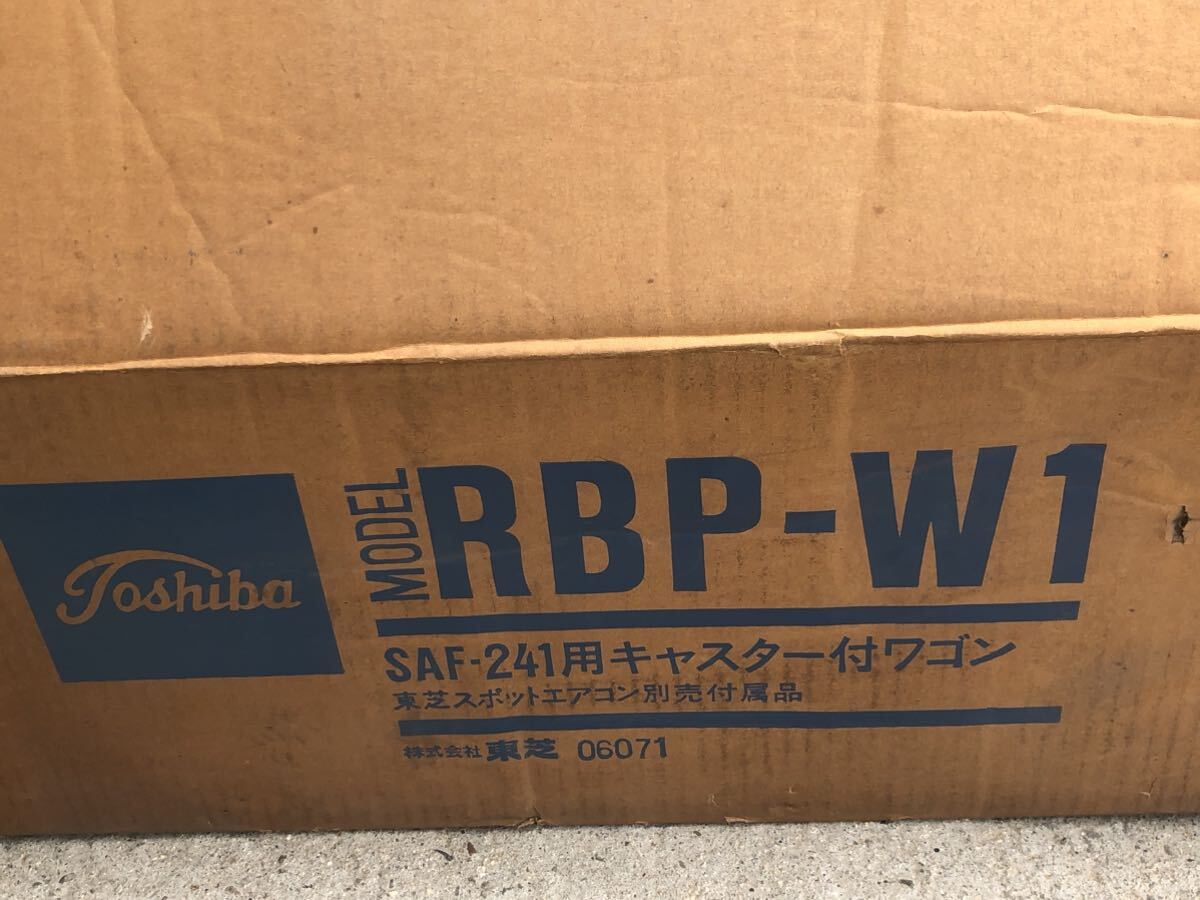 Toshiba
MODEL RBP-W1
SAF-241用キャスター付ワゴン
東芝スポットエアコン別売付属品
株式会社 東芝 06071